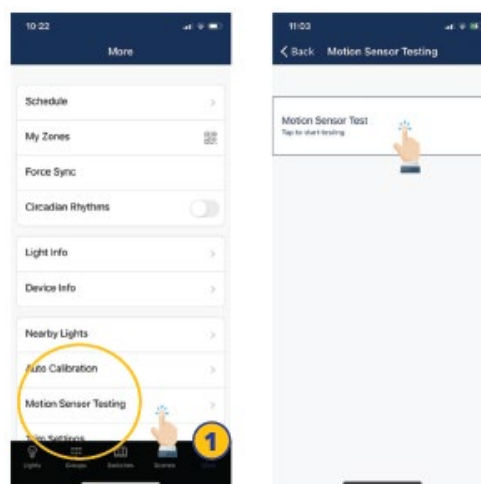 10:22
More
Schedule
My Zones
Force Sync
Circadian Rhythms
Light Info
Device Info
Nearby Lights
Auto Calibration
Motion Sensor Testing
Trim Settings
1
Lights Groups Switches Scenes
11:03
Back Motion Sensor Testing
Motion Sensor Test
Tap to start testing